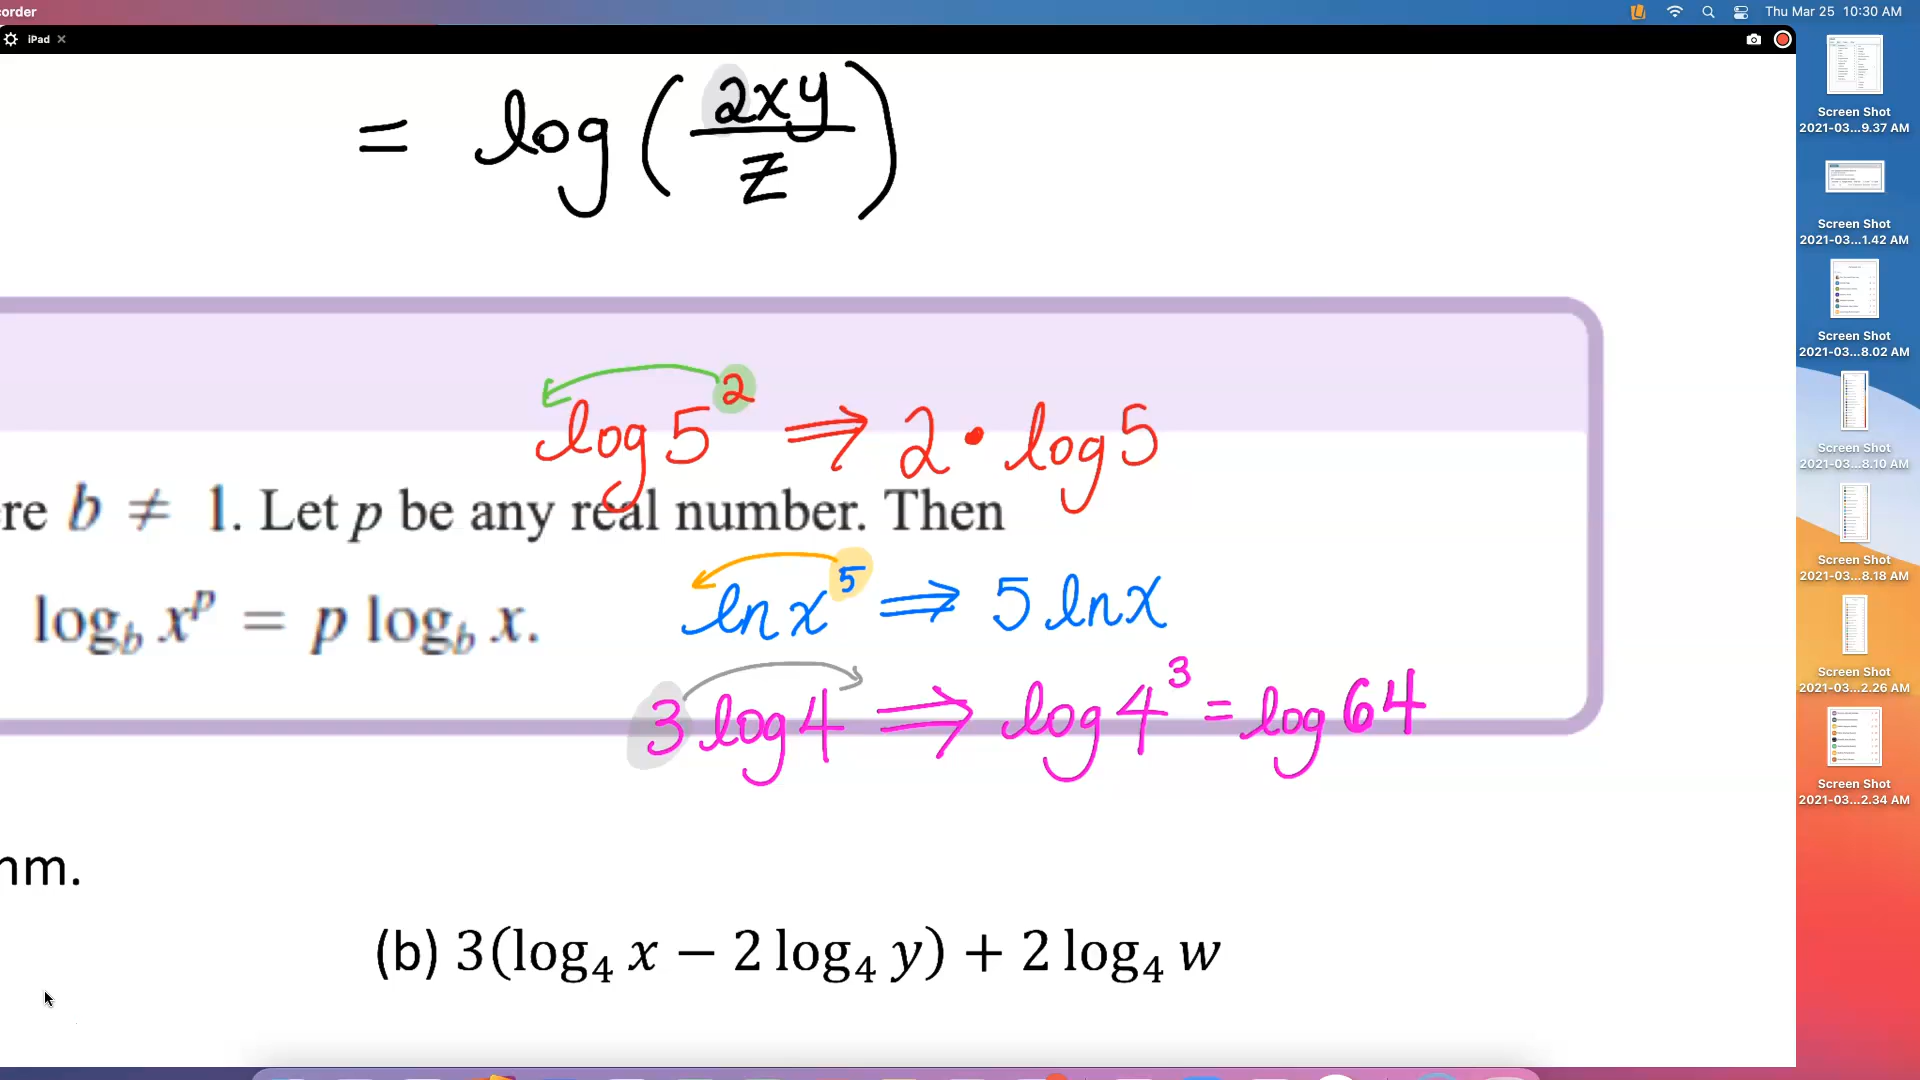 corder
Thu Mar 25 10:30 AM
iPad
= log(2xy/z)
log 5² ⇒ 2 • log 5
re b ≠ 1. Let p be any real number. Then
ln x⁵ ⇒ 5 ln x
log_b x^p = p log_b x.
3 log 4 ⇒ log 4³ = log 64
nm.
(b) 3(log₄ x − 2 log₄ y) + 2 log₄ w
Screen Shot
2021-03...9.37 AM
Screen Shot
2021-03...1.42 AM
Screen Shot
2021-03...8.02 AM
Screen Shot
2021-03...8.10 AM
Screen Shot
2021-03...8.18 AM
Screen Shot
2021-03...2.26 AM
Screen Shot
2021-03...2.34 AM